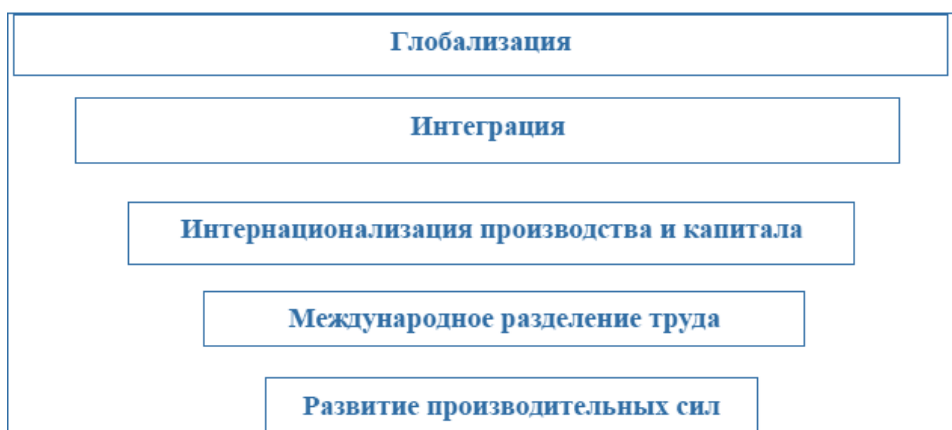 Глобализация
Интеграция
Интернационализация производства и капитала
Международное разделение труда
Развитие производительных сил